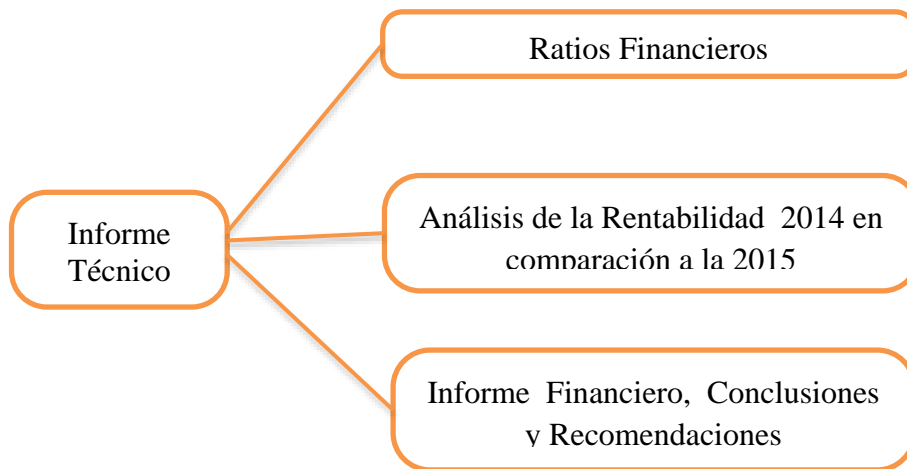 Ratios Financieros
Informe
Técnico
Análisis de la Rentabilidad 2014 en
comparación a la 2015
Informe Financiero, Conclusiones
y Recomendaciones